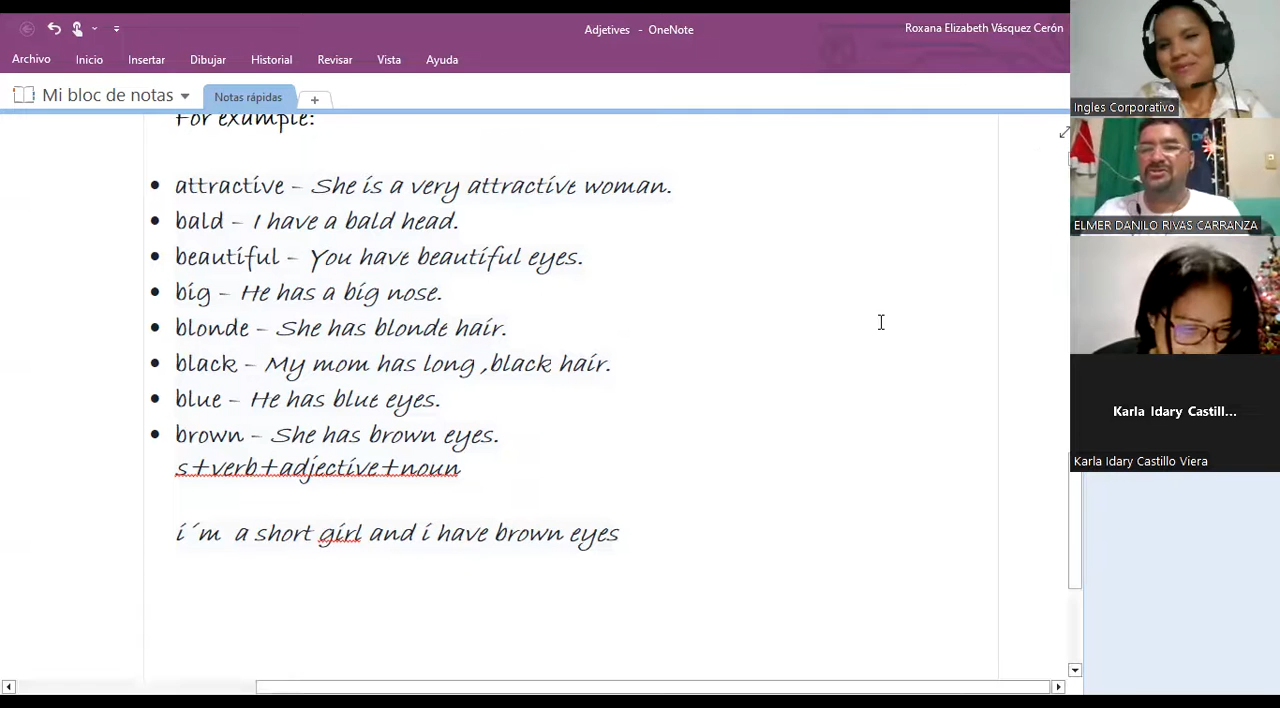 Adjetives - OneNote
Roxana Elizabeth Vásquez Cerón
Archivo Inicio Insertar Dibujar Historial Revisar Vista Ayuda
Mi bloc de notas
Notas rápidas
For example:
attractive – She is a very attractive woman.
bald – I have a bald head.
beautiful – You have beautiful eyes.
big – He has a big nose.
blonde – She has blonde hair.
black – My mom has long ,black hair.
blue – He has blue eyes.
brown – She has brown eyes.
s+verb+adjective+noun
i´m a short girl and i have brown eyes
Ingles Corporativo
ELMER DANILO RIVAS CARRANZA
Karla Idary Castill...
Karla Idary Castillo Viera